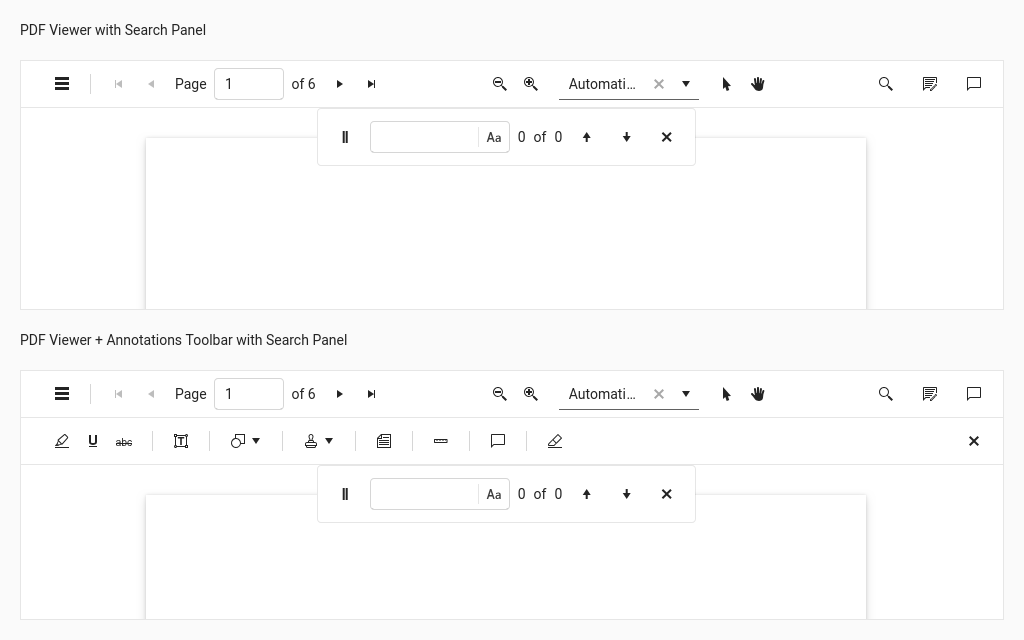 PDF Viewer with Search Panel
Page 1 of 6 Automati...
Aa 0 of 0
PDF Viewer + Annotations Toolbar with Search Panel
Page 1 of 6 Automati...
U abc T
Aa 0 of 0